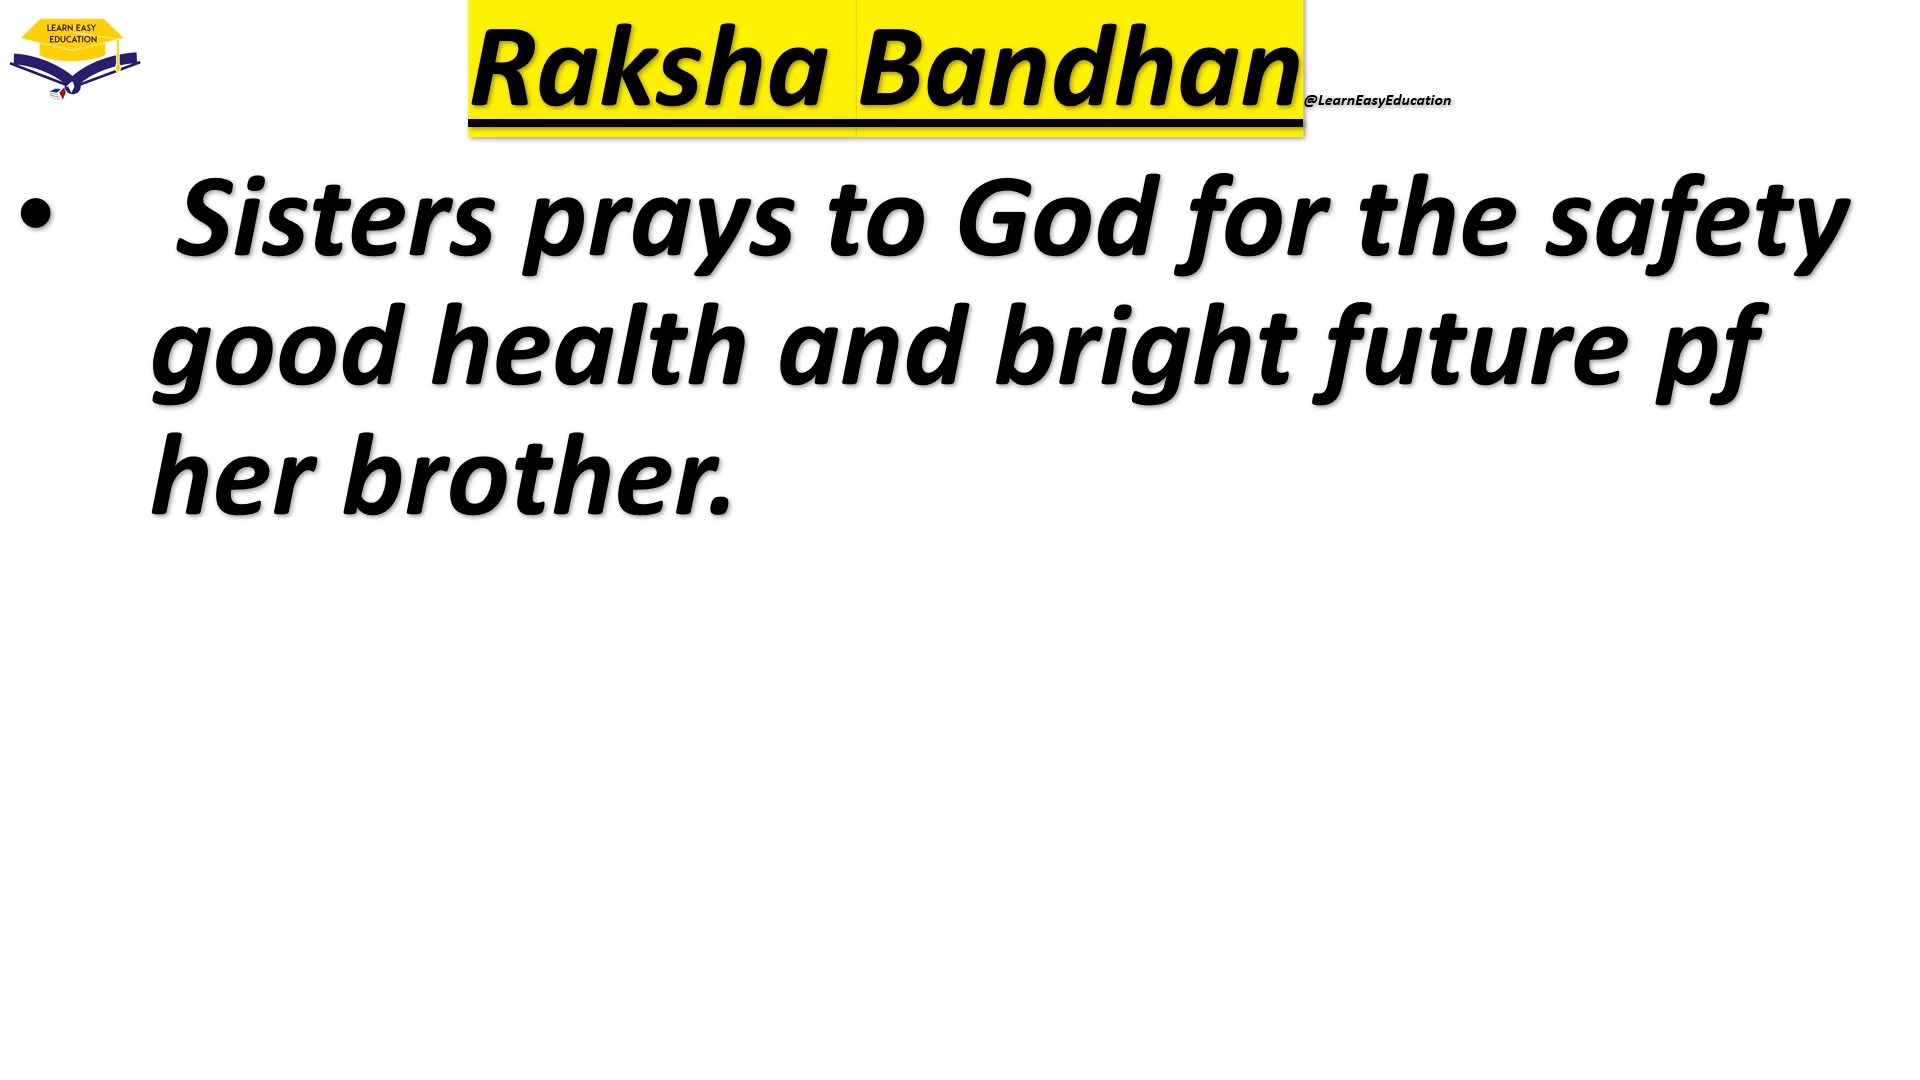 LEARN EASY
EDUCATION
Raksha Bandhan @LearnEasyEducation
• Sisters prays to God for the safety
good health and bright future pf
her brother.